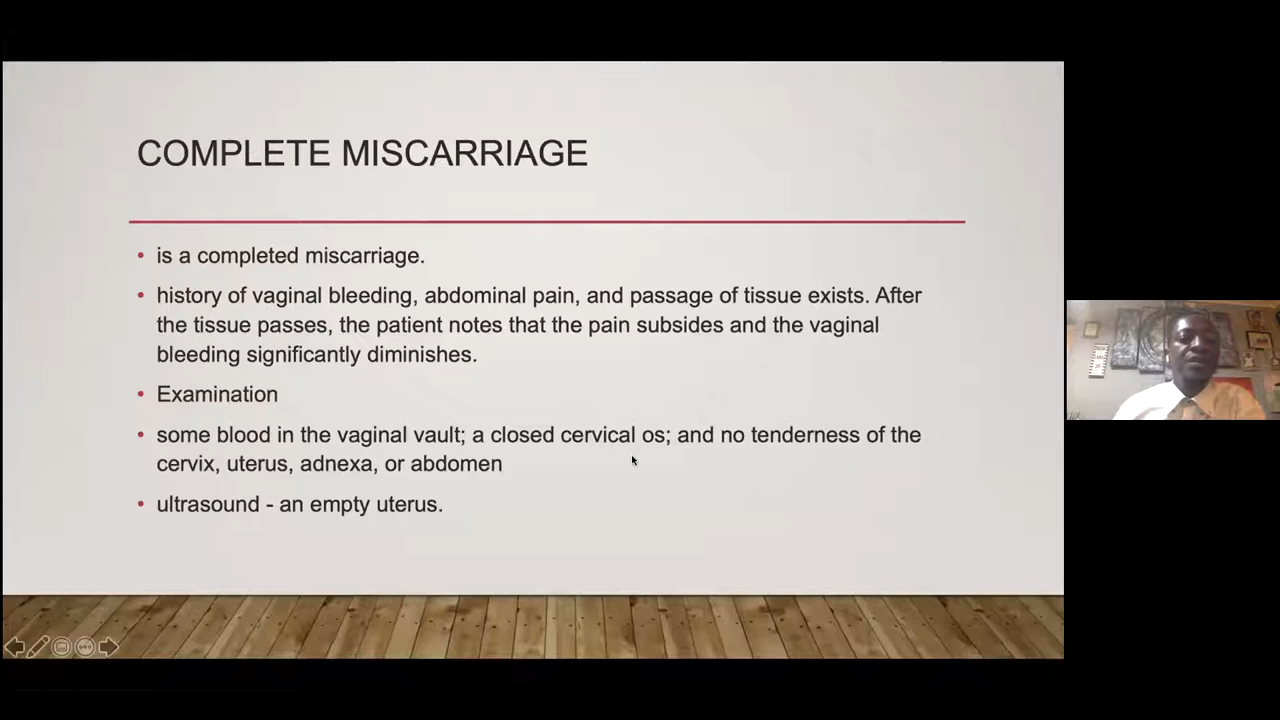 COMPLETE MISCARRIAGE
• is a completed miscarriage.
• history of vaginal bleeding, abdominal pain, and passage of tissue exists. After
the tissue passes, the patient notes that the pain subsides and the vaginal
bleeding significantly diminishes.
• Examination
• some blood in the vaginal vault; a closed cervical os; and no tenderness of the
cervix, uterus, adnexa, or abdomen
• ultrasound - an empty uterus.